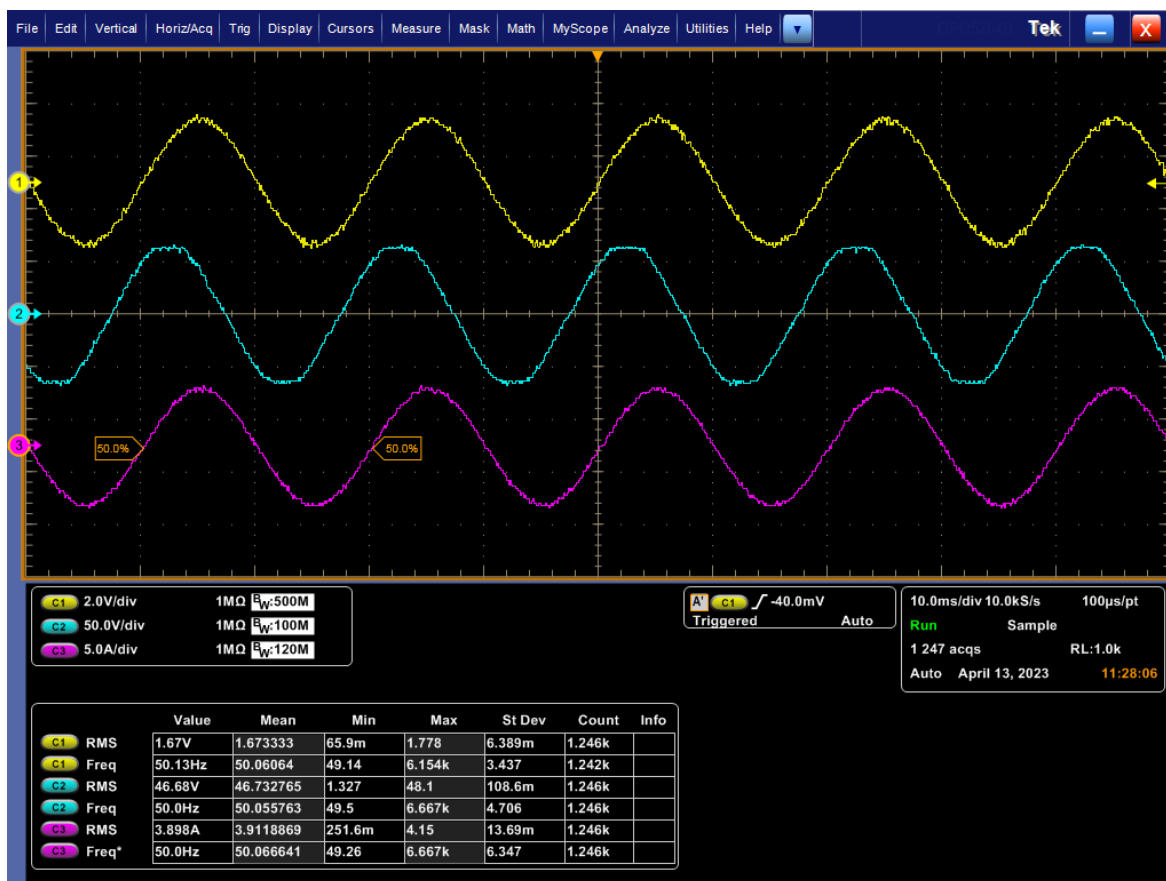 File Edit Vertical Horiz/Acq Trig Display Cursors Measure Mask Math MyScope Analyze Utilities Help Tek X
1
2
3
50.0% 50.0%
C1 2.0V/div 1MΩ BW:500M
C2 50.0V/div 1MΩ BW:100M
C3 5.0A/div 1MΩ BW:120M
A' C1 -40.0mV
Triggered Auto
10.0ms/div 10.0kS/s 100µs/pt
Run Sample
1 247 acqs RL:1.0k
Auto April 13, 2023 11:28:06
Value Mean Min Max St Dev Count Info
C1 RMS 1.67V 1.673333 65.9m 1.778 6.389m 1.246k
C1 Freq 50.13Hz 50.06064 49.14 6.154k 3.437 1.242k
C2 RMS 46.68V 46.732765 1.327 48.1 108.6m 1.246k
C2 Freq 50.0Hz 50.055763 49.5 6.667k 4.706 1.246k
C3 RMS 3.898A 3.9118869 251.6m 4.15 13.69m 1.246k
C3 Freq* 50.0Hz 50.066641 49.26 6.667k 6.347 1.246k